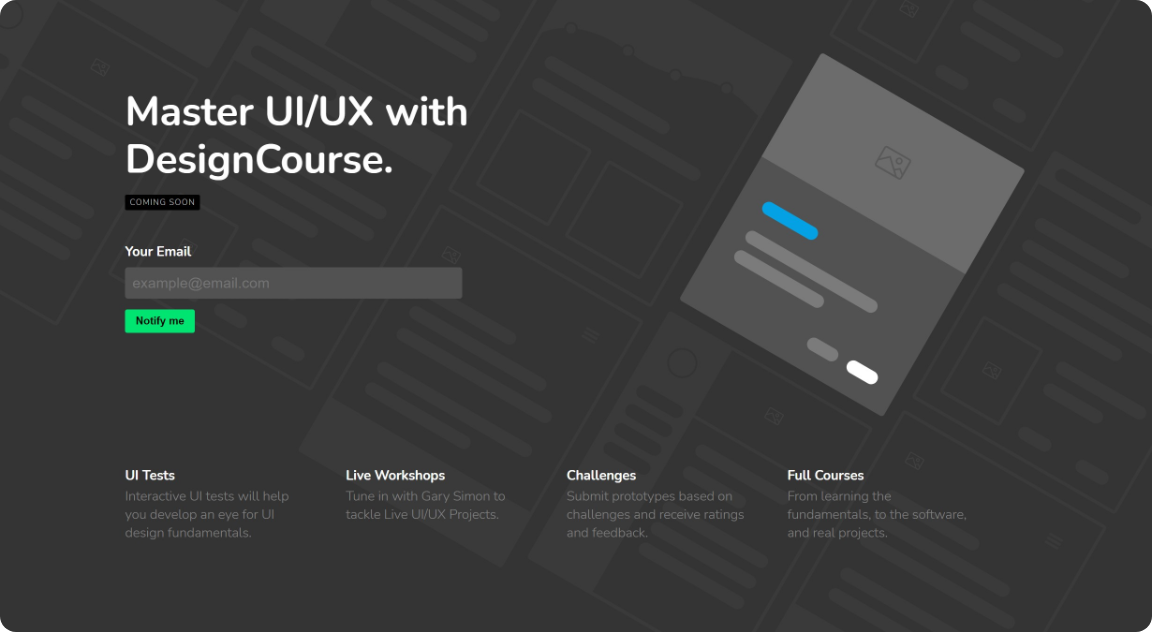 Master UI/UX with
DesignCourse.
COMING SOON
Your Email
example@email.com
Notify me
UI Tests
Interactive UI tests will help
you develop an eye for UI
design fundamentals.
Live Workshops
Tune in with Gary Simon to
tackle Live UI/UX Projects.
Challenges
Submit prototypes based on
challenges and receive ratings
and feedback.
Full Courses
From learning the
fundamentals, to the software,
and real projects.